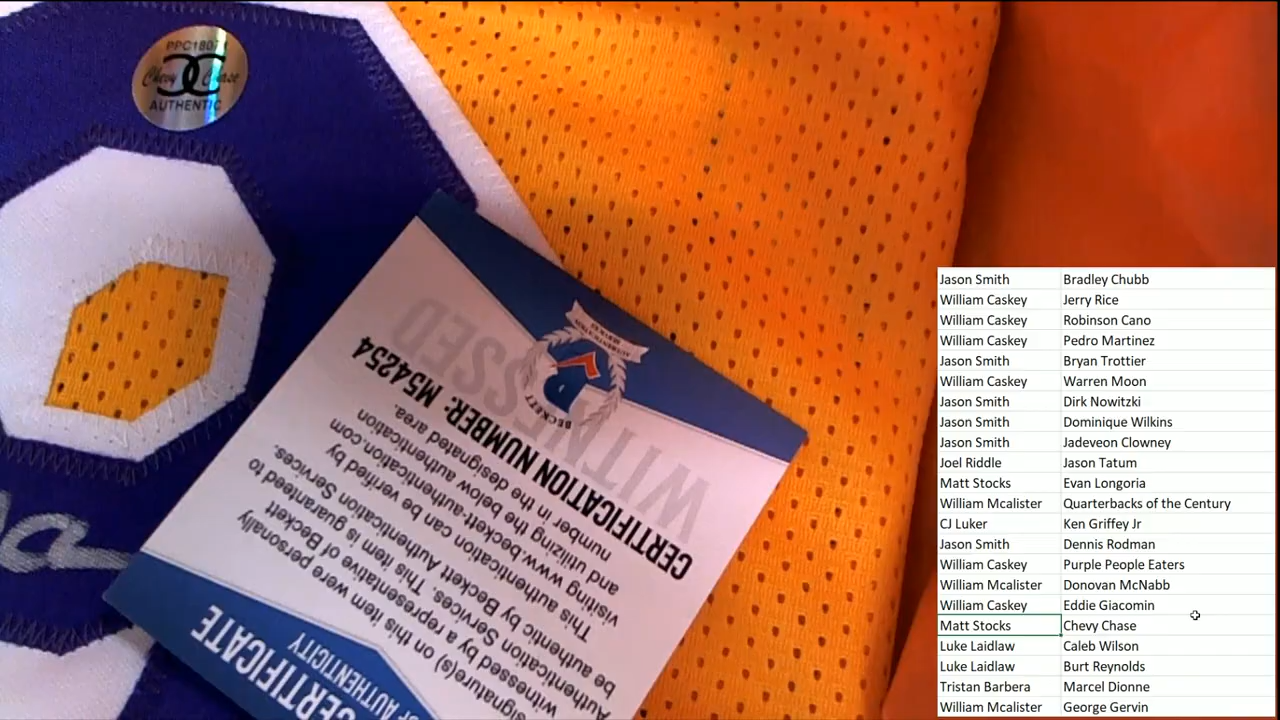 PPC1807
Chevy Chase
AUTHENTIC
CERTIFICATE
OF AUTHENTICITY
signature(s) on this item were personally
witnessed by a representative of Beckett
Authentication Services. This item is guaranteed to
be authentic by Beckett Authentication Services.
This authentication can be verified by
visiting www.beckett-authentication.com
and utilizing the below authentication
number in the designated area.
CERTIFICATION NUMBER: M54254
WITNESSED
BECKETT
AUTHENTICATION
SERVICES
Jason Smith Bradley Chubb
William Caskey Jerry Rice
William Caskey Robinson Cano
William Caskey Pedro Martinez
Jason Smith Bryan Trottier
William Caskey Warren Moon
Jason Smith Dirk Nowitzki
Jason Smith Dominique Wilkins
Jason Smith Jadeveon Clowney
Joel Riddle Jason Tatum
Matt Stocks Evan Longoria
William Mcalister Quarterbacks of the Century
CJ Luker Ken Griffey Jr
Jason Smith Dennis Rodman
William Caskey Purple People Eaters
William Mcalister Donovan McNabb
William Caskey Eddie Giacomin
Matt Stocks Chevy Chase
Luke Laidlaw Caleb Wilson
Luke Laidlaw Burt Reynolds
Tristan Barbera Marcel Dionne
William Mcalister George Gervin